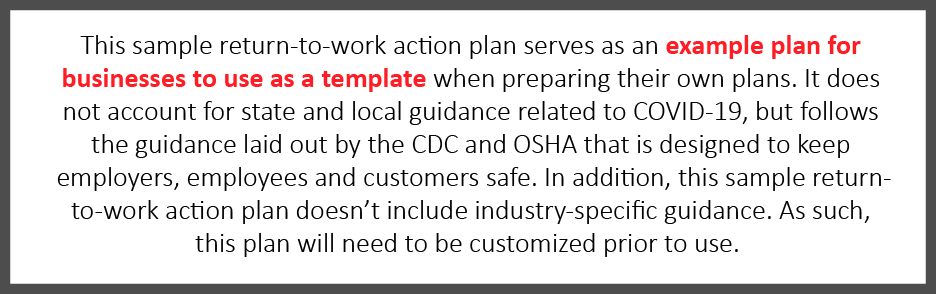 This sample return-to-work action plan serves as an example plan for
businesses to use as a template when preparing their own plans. It does
not account for state and local guidance related to COVID-19, but follows
the guidance laid out by the CDC and OSHA that is designed to keep
employers, employees and customers safe. In addition, this sample return-
to-work action plan doesn’t include industry-specific guidance. As such,
this plan will need to be customized prior to use.